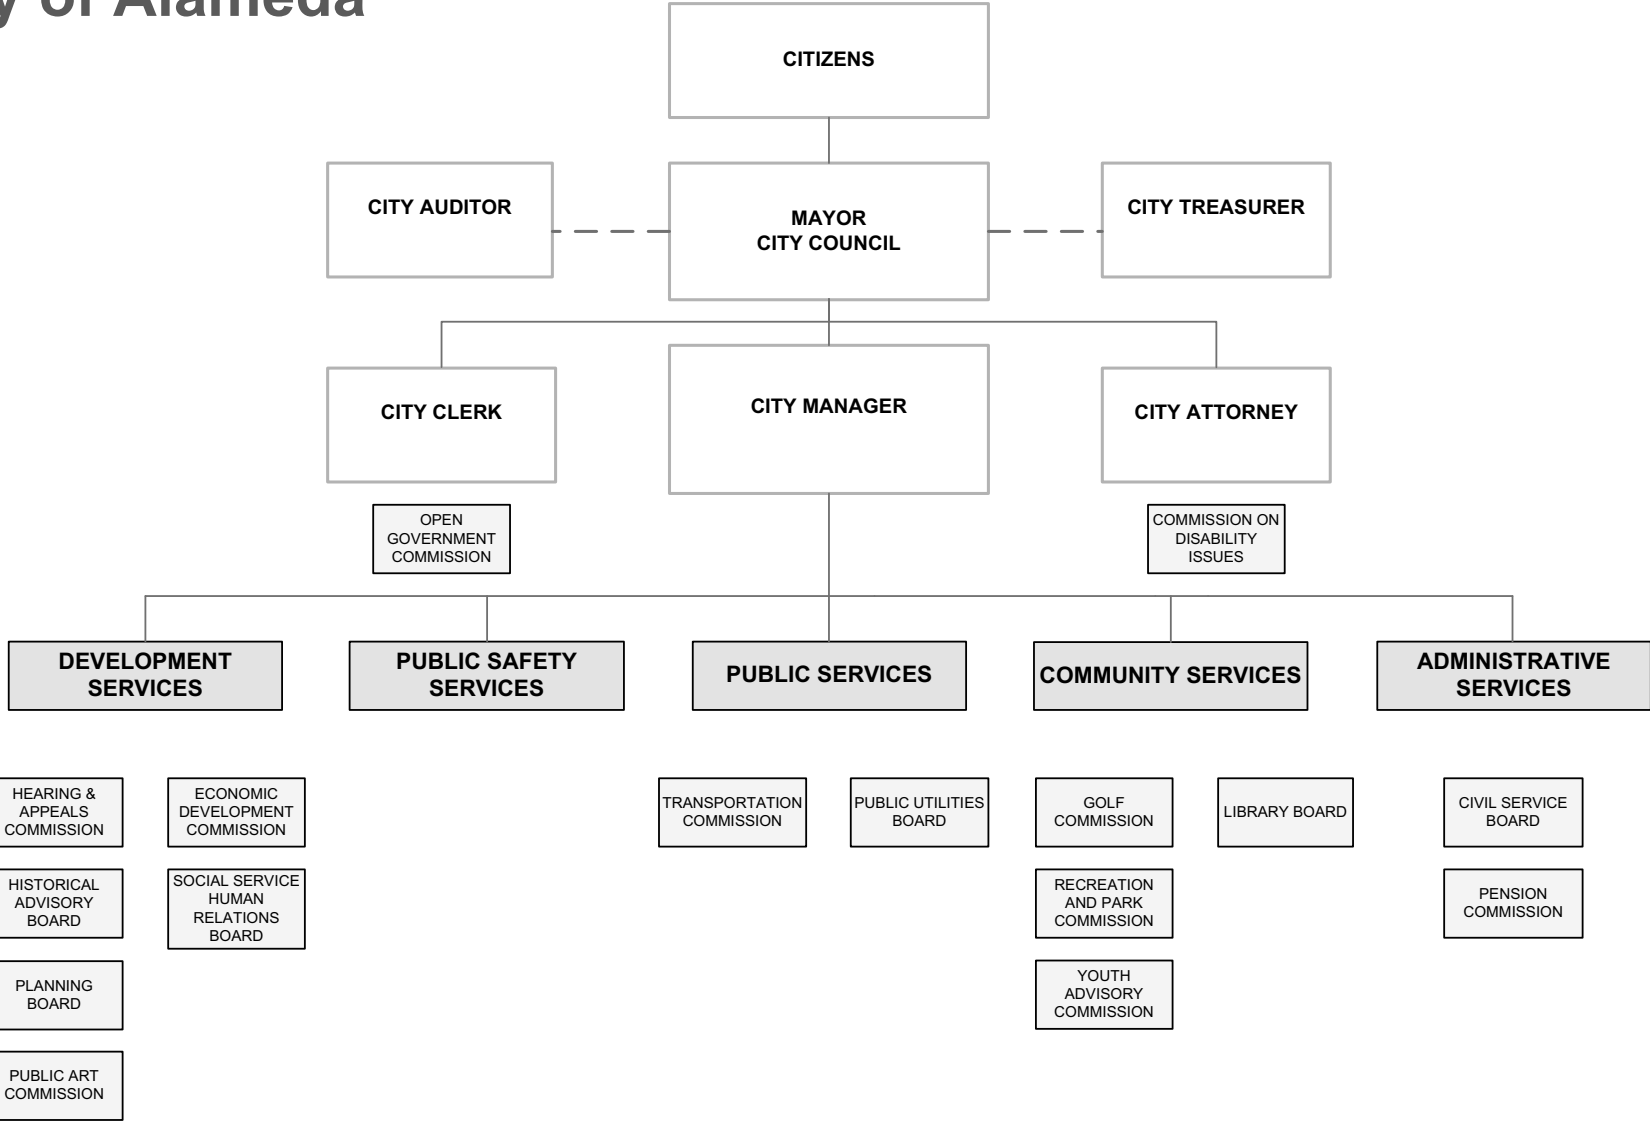 y of Alameda
CITIZENS
CITY AUDITOR
MAYOR
CITY COUNCIL
CITY TREASURER
CITY CLERK
CITY MANAGER
CITY ATTORNEY
OPEN
GOVERNMENT
COMMISSION
COMMISSION ON
DISABILITY
ISSUES
DEVELOPMENT
SERVICES
PUBLIC SAFETY
SERVICES
PUBLIC SERVICES
COMMUNITY SERVICES
ADMINISTRATIVE
SERVICES
HEARING &
APPEALS
COMMISSION
ECONOMIC
DEVELOPMENT
COMMISSION
TRANSPORTATION
COMMISSION
PUBLIC UTILITIES
BOARD
GOLF
COMMISSION
LIBRARY BOARD
CIVIL SERVICE
BOARD
HISTORICAL
ADVISORY
BOARD
SOCIAL SERVICE
HUMAN
RELATIONS
BOARD
RECREATION
AND PARK
COMMISSION
PENSION
COMMISSION
PLANNING
BOARD
YOUTH
ADVISORY
COMMISSION
PUBLIC ART
COMMISSION